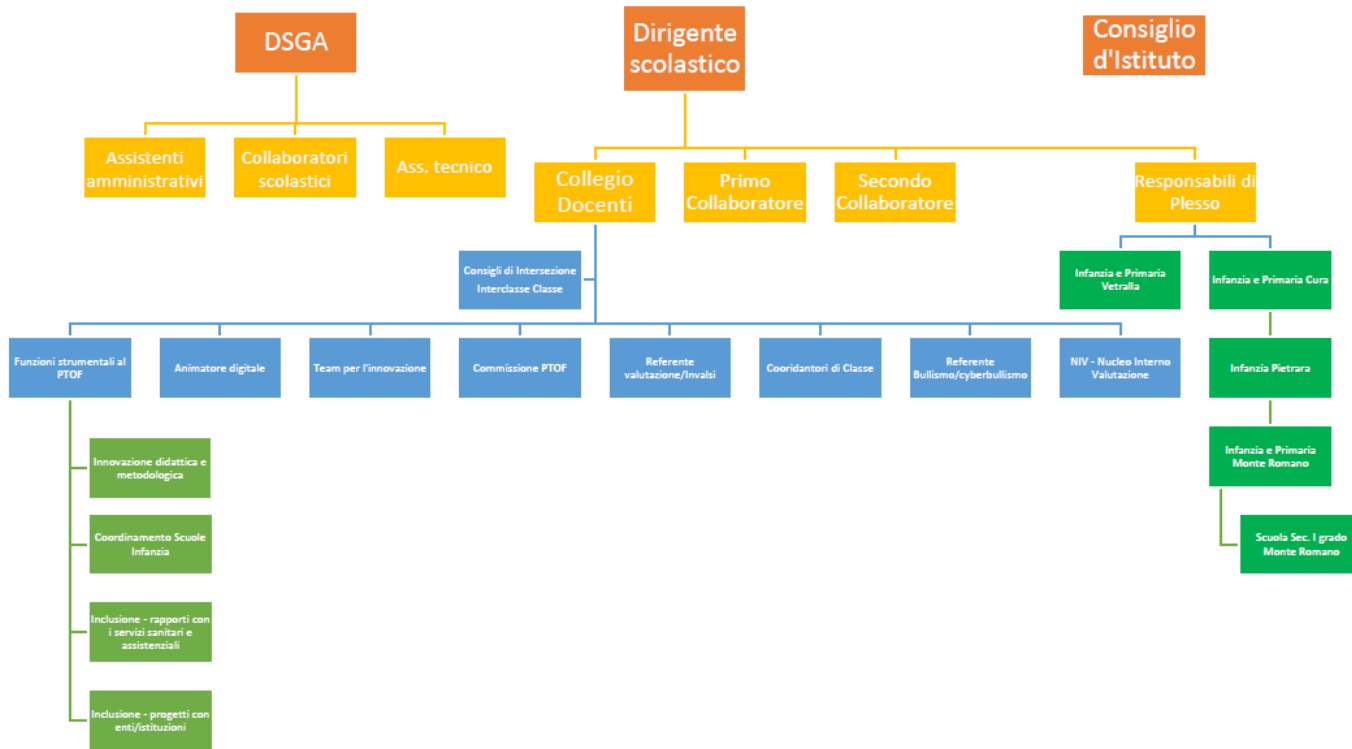 DSGA
Dirigente
scolastico
Consiglio
d'Istituto
Assistenti
amministrativi
Collaboratori
scolastici
Ass. tecnico
Collegio
Docenti
Primo
Collaboratore
Secondo
Collaboratore
Responsabili di
Plesso
Consigli di Intersezione
Interclasse Classe
Infanzia e Primaria
Vetralla
Infanzia e Primaria Cura
Funzioni strumentali al
PTOF
Animatore digitale
Team per l'innovazione
Commissione PTOF
Referente
valutazione/Invalsi
Cooridantori di Classe
Referente
Bullismo/cyberbullismo
NIV - Nucleo Interno
Valutazione
Infanzia Pietrara
Innovazione didattica e
metodologica
Infanzia e Primaria
Monte Romano
Coordinamento Scuole
Infanzia
Scuola Sec. I grado
Monte Romano
Inclusione - rapporti con
i servizi sanitari e
assistenziali
Inclusione - progetti con
enti/istituzioni